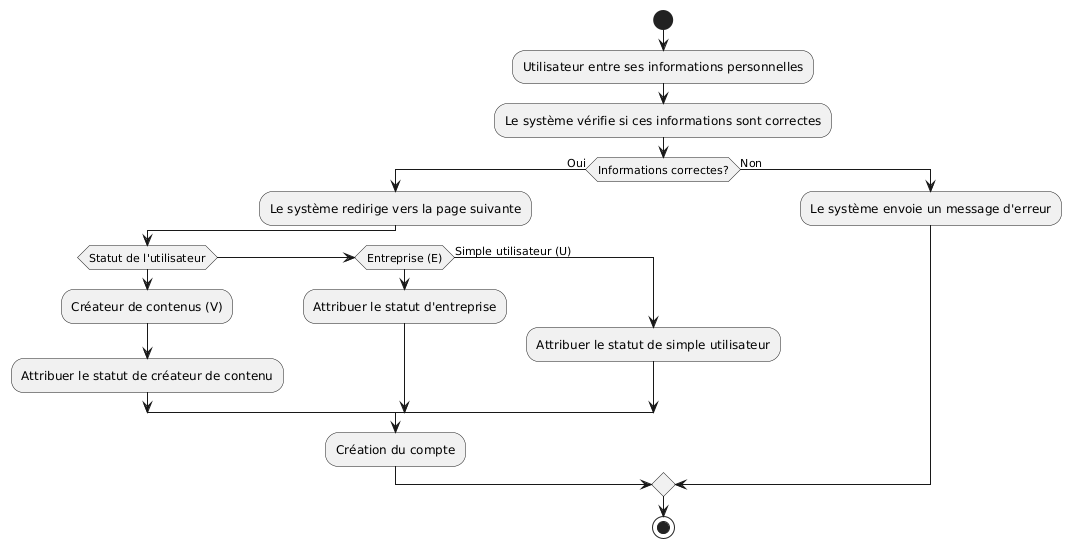 Utilisateur entre ses informations personnelles
Le système vérifie si ces informations sont correctes
Oui
Informations correctes?
Non
Le système redirige vers la page suivante
Le système envoie un message d'erreur
Statut de l'utilisateur
Entreprise (E)
Simple utilisateur (U)
Créateur de contenus (V)
Attribuer le statut d'entreprise
Attribuer le statut de simple utilisateur
Attribuer le statut de créateur de contenu
Création du compte